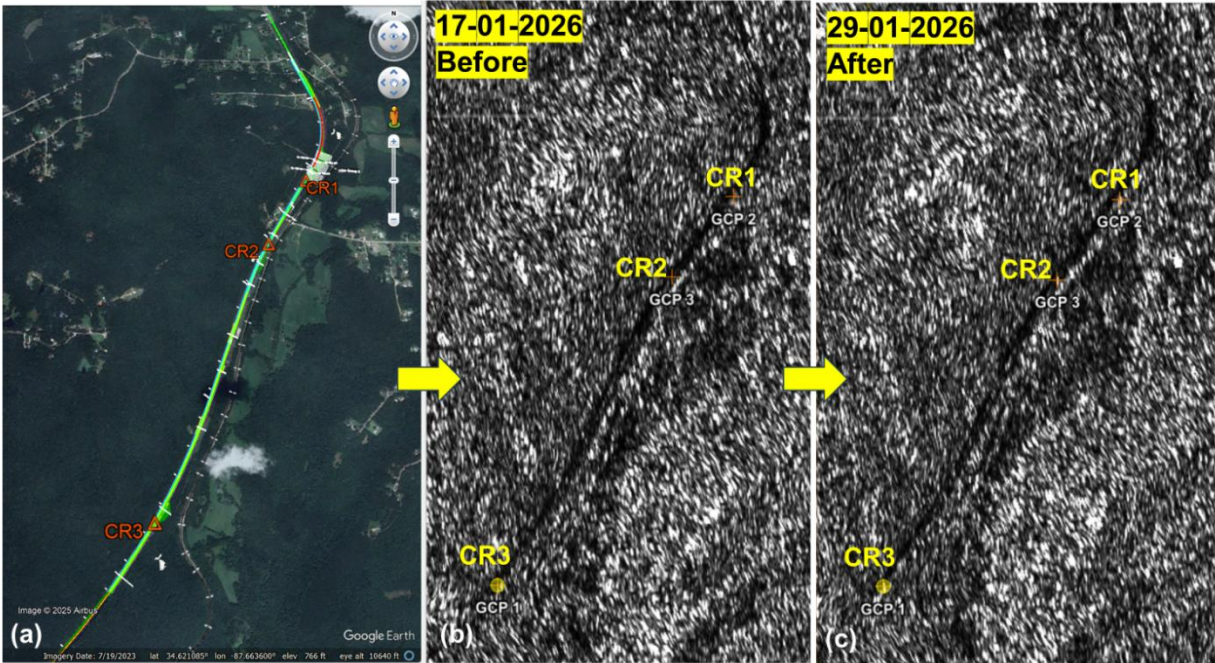 N
CR1
CR2
CR3
Image © 2025 Airbus
(a)
Google Earth
Imagery Date: 7/19/2023 lat 34.621085° lon -87.663600° elev 766 ft eye alt 10640 ft
17-01-2026
Before
CR1
GCP 2
CR2
GCP 3
CR3
GCP 1
(b)
29-01-2026
After
CR1
GCP 2
CR2
GCP 3
CR3
GCP 1
(c)